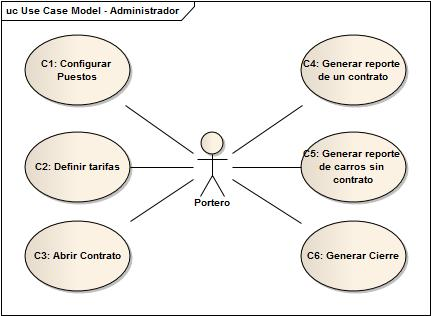 uc Use Case Model - Administrador
C1: Configurar
Puestos
C4: Generar reporte
de un contrato
C2: Definir tarifas
C5: Generar reporte
de carros sin
contrato
Portero
C3: Abrir Contrato
C6: Generar Cierre